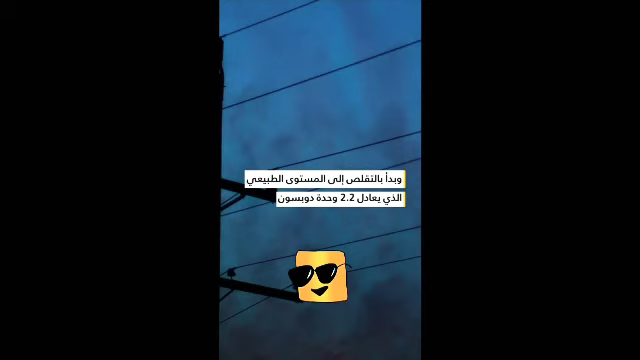 وبدأ بالتقلص إلى المستوى الطبيعي
الذي يعادل 2.2 وحدة دوبسون